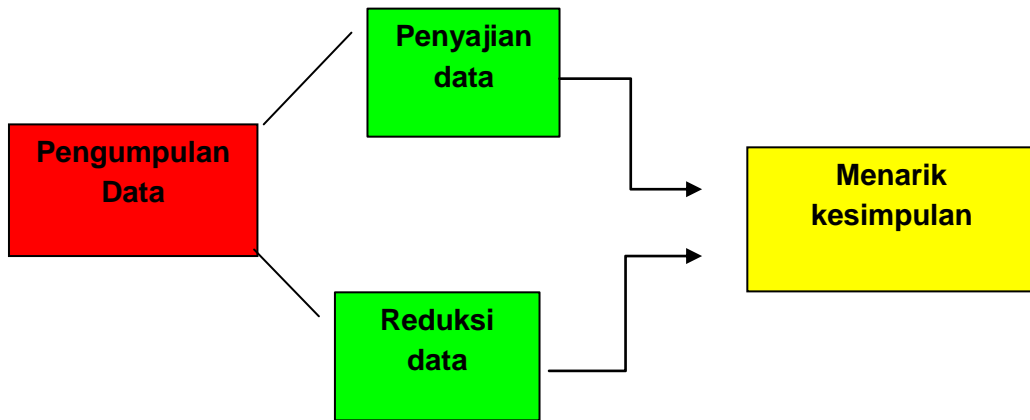 Penyajian
data
Pengumpulan
Data
Menarik
kesimpulan
Reduksi
data